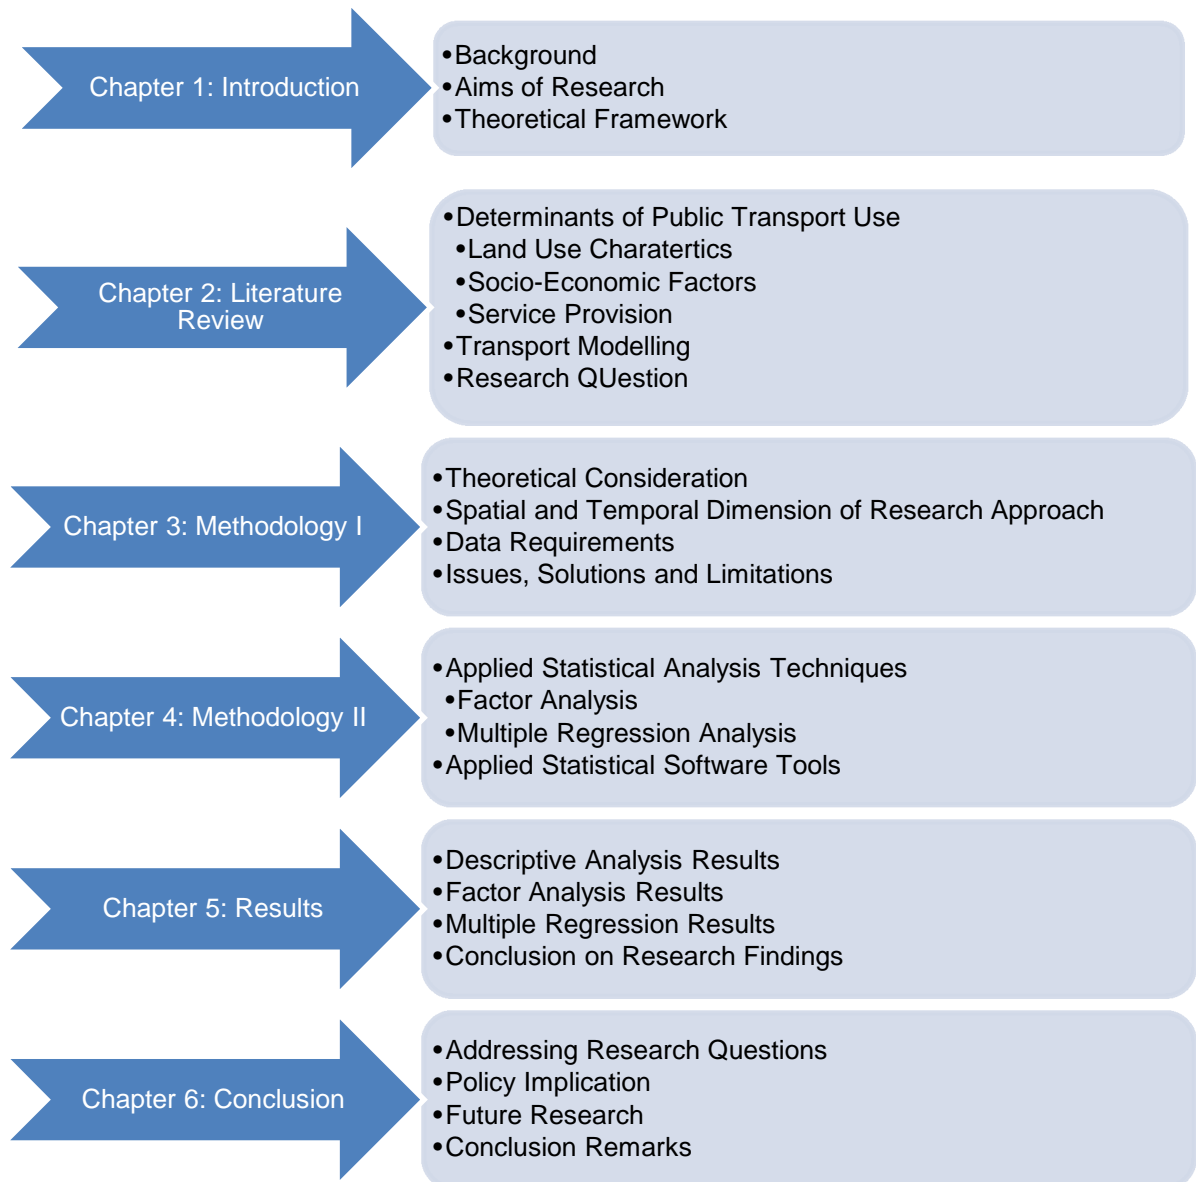 Chapter 1: Introduction
•Background
•Aims of Research
•Theoretical Framework
Chapter 2: Literature
Review
•Determinants of Public Transport Use
•Land Use Charatertics
•Socio-Economic Factors
•Service Provision
•Transport Modelling
•Research QUestion
Chapter 3: Methodology I
•Theoretical Consideration
•Spatial and Temporal Dimension of Research Approach
•Data Requirements
•Issues, Solutions and Limitations
Chapter 4: Methodology II
•Applied Statistical Analysis Techniques
•Factor Analysis
•Multiple Regression Analysis
•Applied Statistical Software Tools
Chapter 5: Results
•Descriptive Analysis Results
•Factor Analysis Results
•Multiple Regression Results
•Conclusion on Research Findings
Chapter 6: Conclusion
•Addressing Research Questions
•Policy Implication
•Future Research
•Conclusion Remarks